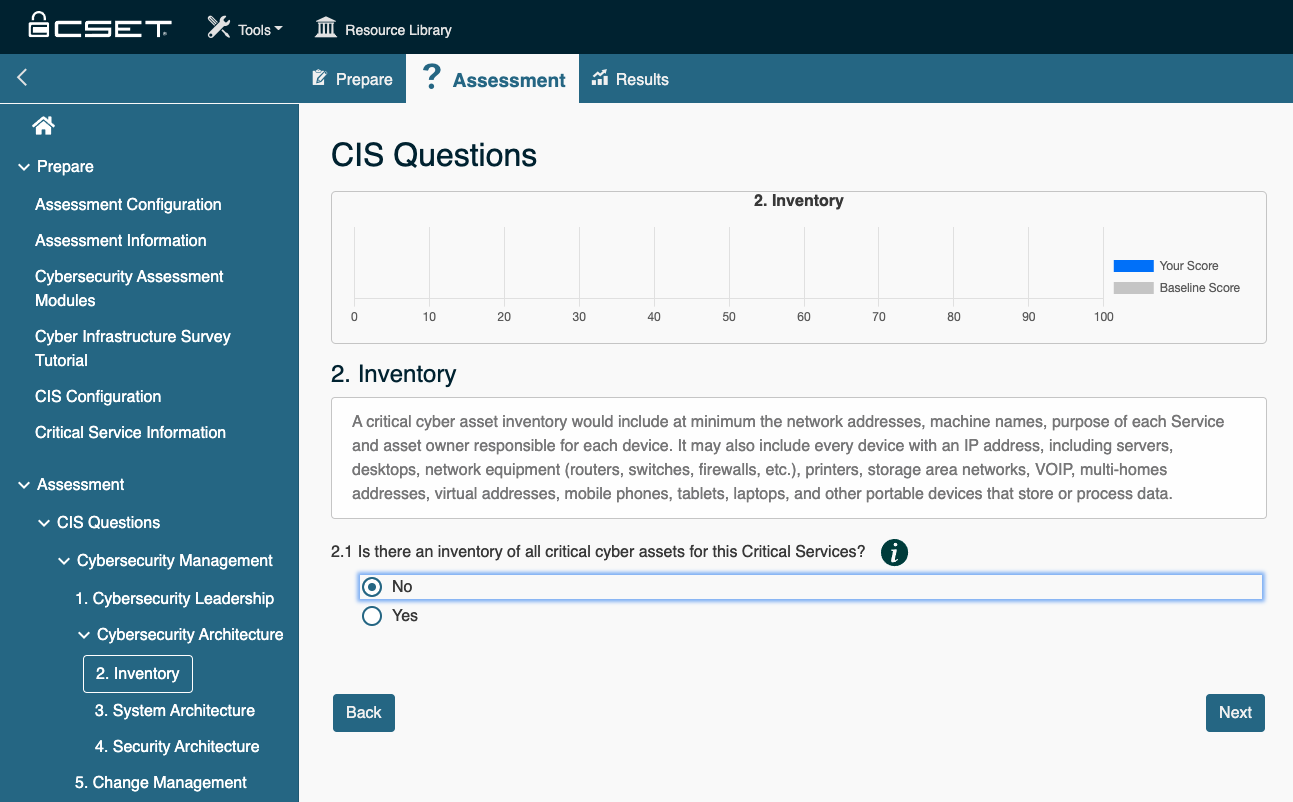 CSET
Tools
Resource Library
Prepare
Assessment
Results
Prepare
Assessment Configuration
Assessment Information
Cybersecurity Assessment
Modules
Cyber Infrastructure Survey
Tutorial
CIS Configuration
Critical Service Information
Assessment
CIS Questions
Cybersecurity Management
1. Cybersecurity Leadership
Cybersecurity Architecture
2. Inventory
3. System Architecture
4. Security Architecture
5. Change Management
CIS Questions
2. Inventory
Your Score
Baseline Score
0 10 20 30 40 50 60 70 80 90 100
2. Inventory
A critical cyber asset inventory would include at minimum the network addresses, machine names, purpose of each Service
and asset owner responsible for each device. It may also include every device with an IP address, including servers,
desktops, network equipment (routers, switches, firewalls, etc.), printers, storage area networks, VOIP, multi-homes
addresses, virtual addresses, mobile phones, tablets, laptops, and other portable devices that store or process data.
2.1 Is there an inventory of all critical cyber assets for this Critical Services?
No
Yes
Back
Next